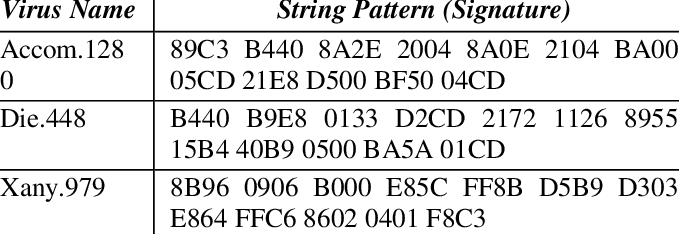 Virus Name String Pattern (Signature)
Accom.128 89C3 B440 8A2E 2004 8A0E 2104 BA00
0 05CD 21E8 D500 BF50 04CD
Die.448 B440 B9E8 0133 D2CD 2172 1126 8955
15B4 40B9 0500 BA5A 01CD
Xany.979 8B96 0906 B000 E85C FF8B D5B9 D303
E864 FFC6 8602 0401 F8C3